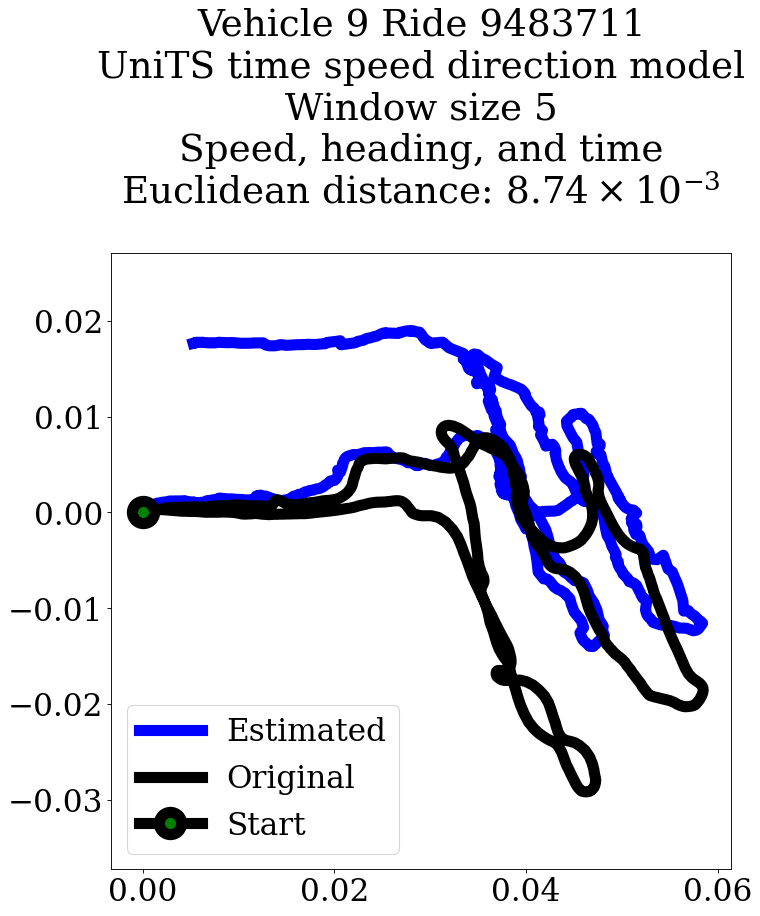 Vehicle 9 Ride 9483711
UniTS time speed direction model
Window size 5
Speed, heading, and time
Euclidean distance: 8.74 × 10⁻³
0.02
0.01
0.00
−0.01
−0.02
−0.03
Estimated
Original
Start
0.00 0.02 0.04 0.06